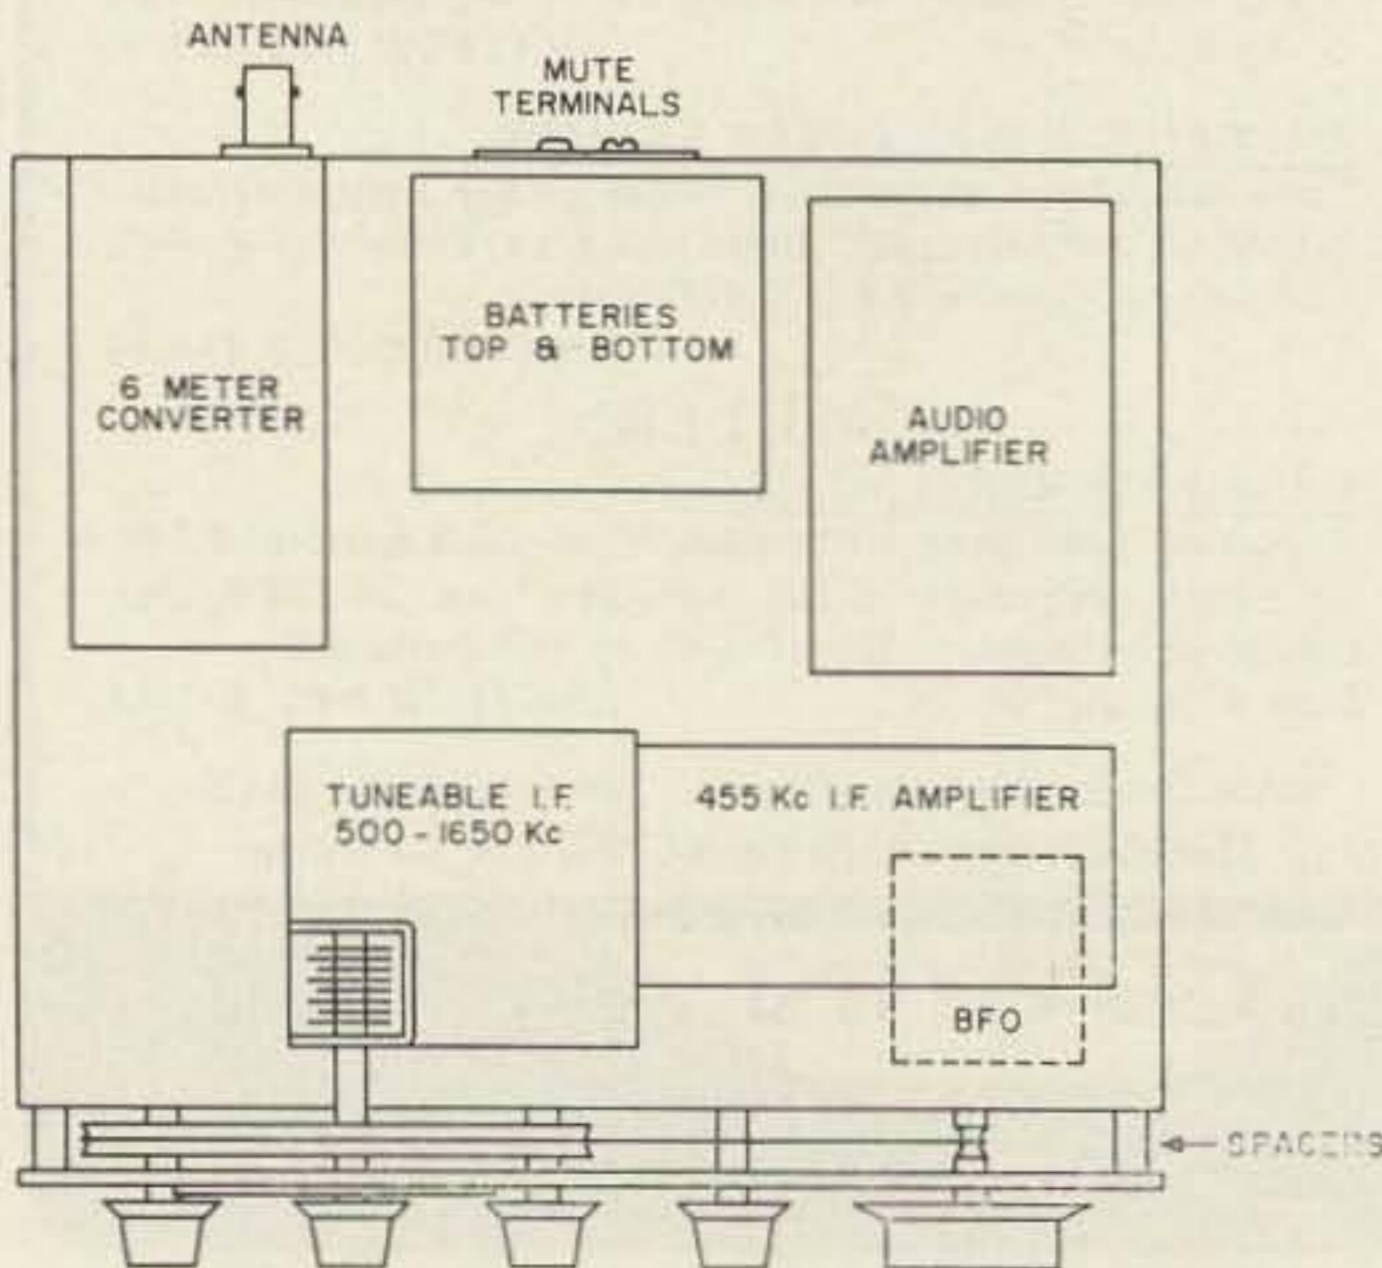 ANTENNA
MUTE
TERMINALS
BATTERIES
TOP & BOTTOM
6 METER
CONVERTER
AUDIO
AMPLIFIER
TUNEABLE I.F.
500-1650 Kc
455 Kc I.F. AMPLIFIER
BFO
SPACERS